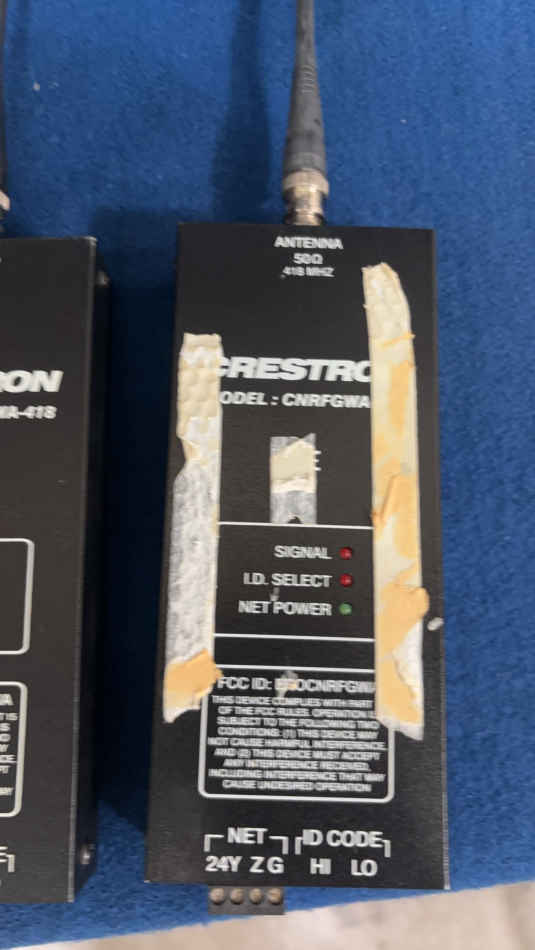 ANTENNA
50Ω
418 MHZ
CRESTRO
ODEL : CNRFGWA
RON
WA-418
E
SIGNAL
I.D. SELECT
NET POWER
FCC ID: CNRFGWA
THIS DEVICE COMPLIES WITH PART
OF THE FCC RULES. OPERATION IS
SUBJECT TO THE FOLLOWING TWO
CONDITIONS: (1) THIS DEVICE MAY
NOT CAUSE HARMFUL INTERFERENCE,
AND (2) THIS DEVICE MUST ACCEPT
ANY INTERFERENCE RECEIVED,
INCLUDING INTERFERENCE THAT MAY
CAUSE UNDESIRED OPERATION
NET ID CODE
24Y Z G HI LO